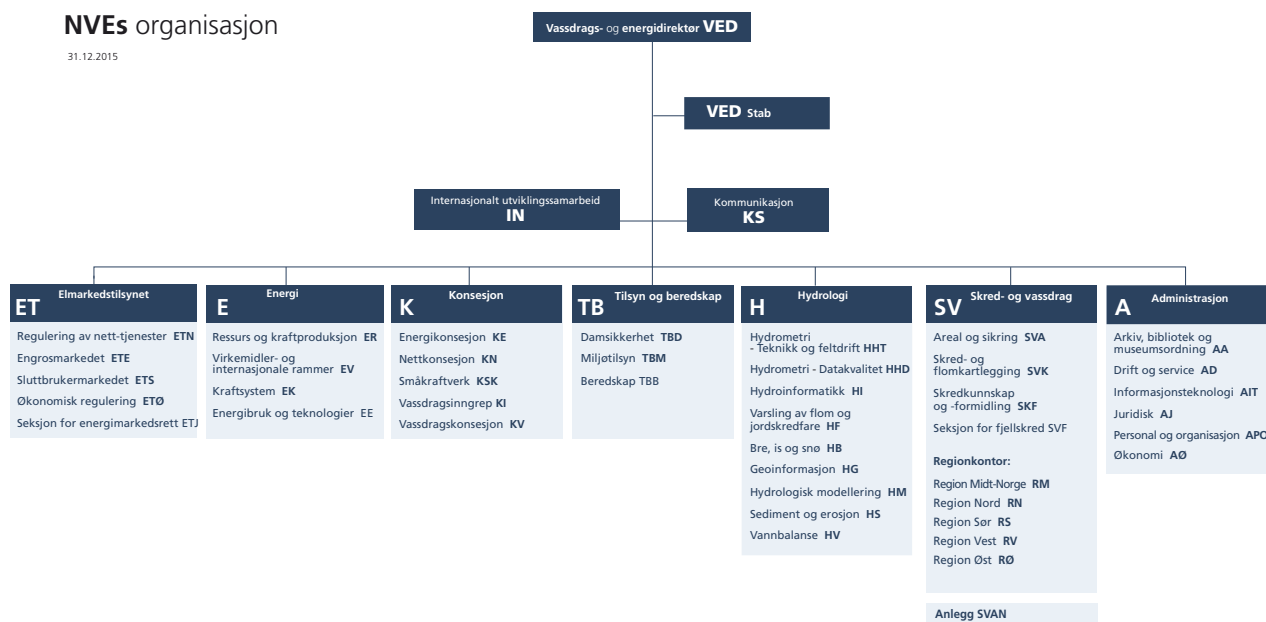 NVEs organisasjon
31.12.2015
Vassdrags- og energidirektør VED
VED Stab
Internasjonalt utviklingssamarbeid
IN
Kommunikasjon
KS
ET Elmarkedstilsynet
Regulering av nett-tjenester ETN
Engrosmarkedet ETE
Sluttbrukermarkedet ETS
Økonomisk regulering ETØ
Seksjon for energimarkedsrett ETJ
E Energi
Ressurs og kraftproduksjon ER
Virkemidler- og
internasjonale rammer EV
Kraftsystem EK
Energibruk og teknologier EE
K Konsesjon
Energikonsesjon KE
Nettkonsesjon KN
Småkraftverk KSK
Vassdragsinngrep KI
Vassdragskonsesjon KV
TB Tilsyn og beredskap
Damsikkerhet TBD
Miljøtilsyn TBM
Beredskap TBB
H Hydrologi
Hydrometri
- Teknikk og feltdrift HHT
Hydrometri - Datakvalitet HHD
Hydroinformatikk HI
Varsling av flom og
jordskredfare HF
Bre, is og snø HB
Geoinformasjon HG
Hydrologisk modellering HM
Sediment og erosjon HS
Vannbalanse HV
SV Skred- og vassdrag
Areal og sikring SVA
Skred- og
flomkartlegging SVK
Skredkunnskap
og -formidling SKF
Seksjon for fjellskred SVF
Regionkontor:
Region Midt-Norge RM
Region Nord RN
Region Sør RS
Region Vest RV
Region Øst RØ
Anlegg SVAN
A Administrasjon
Arkiv, bibliotek og
museumsordning AA
Drift og service AD
Informasjonsteknologi AIT
Juridisk AJ
Personal og organisasjon APO
Økonomi AØ